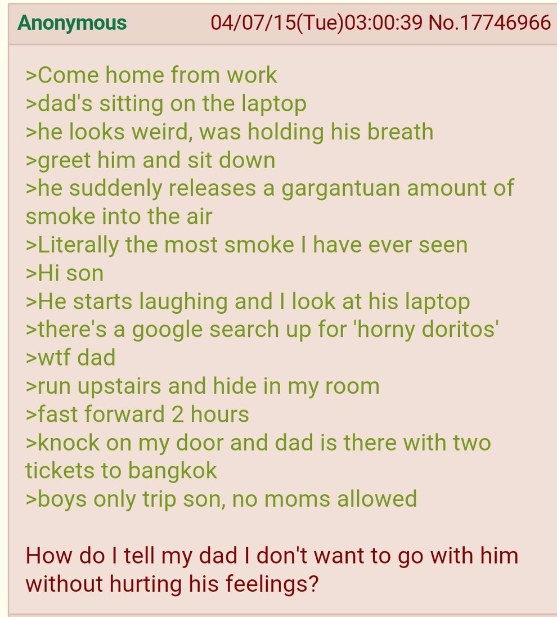 Anonymous 04/07/15(Tue)03:00:39 No.17746966
>Come home from work
>dad's sitting on the laptop
>he looks weird, was holding his breath
>greet him and sit down
>he suddenly releases a gargantuan amount of
smoke into the air
>Literally the most smoke I have ever seen
>Hi son
>He starts laughing and I look at his laptop
>there's a google search up for 'horny doritos'
>wtf dad
>run upstairs and hide in my room
>fast forward 2 hours
>knock on my door and dad is there with two
tickets to bangkok
>boys only trip son, no moms allowed
How do I tell my dad I don't want to go with him
without hurting his feelings?